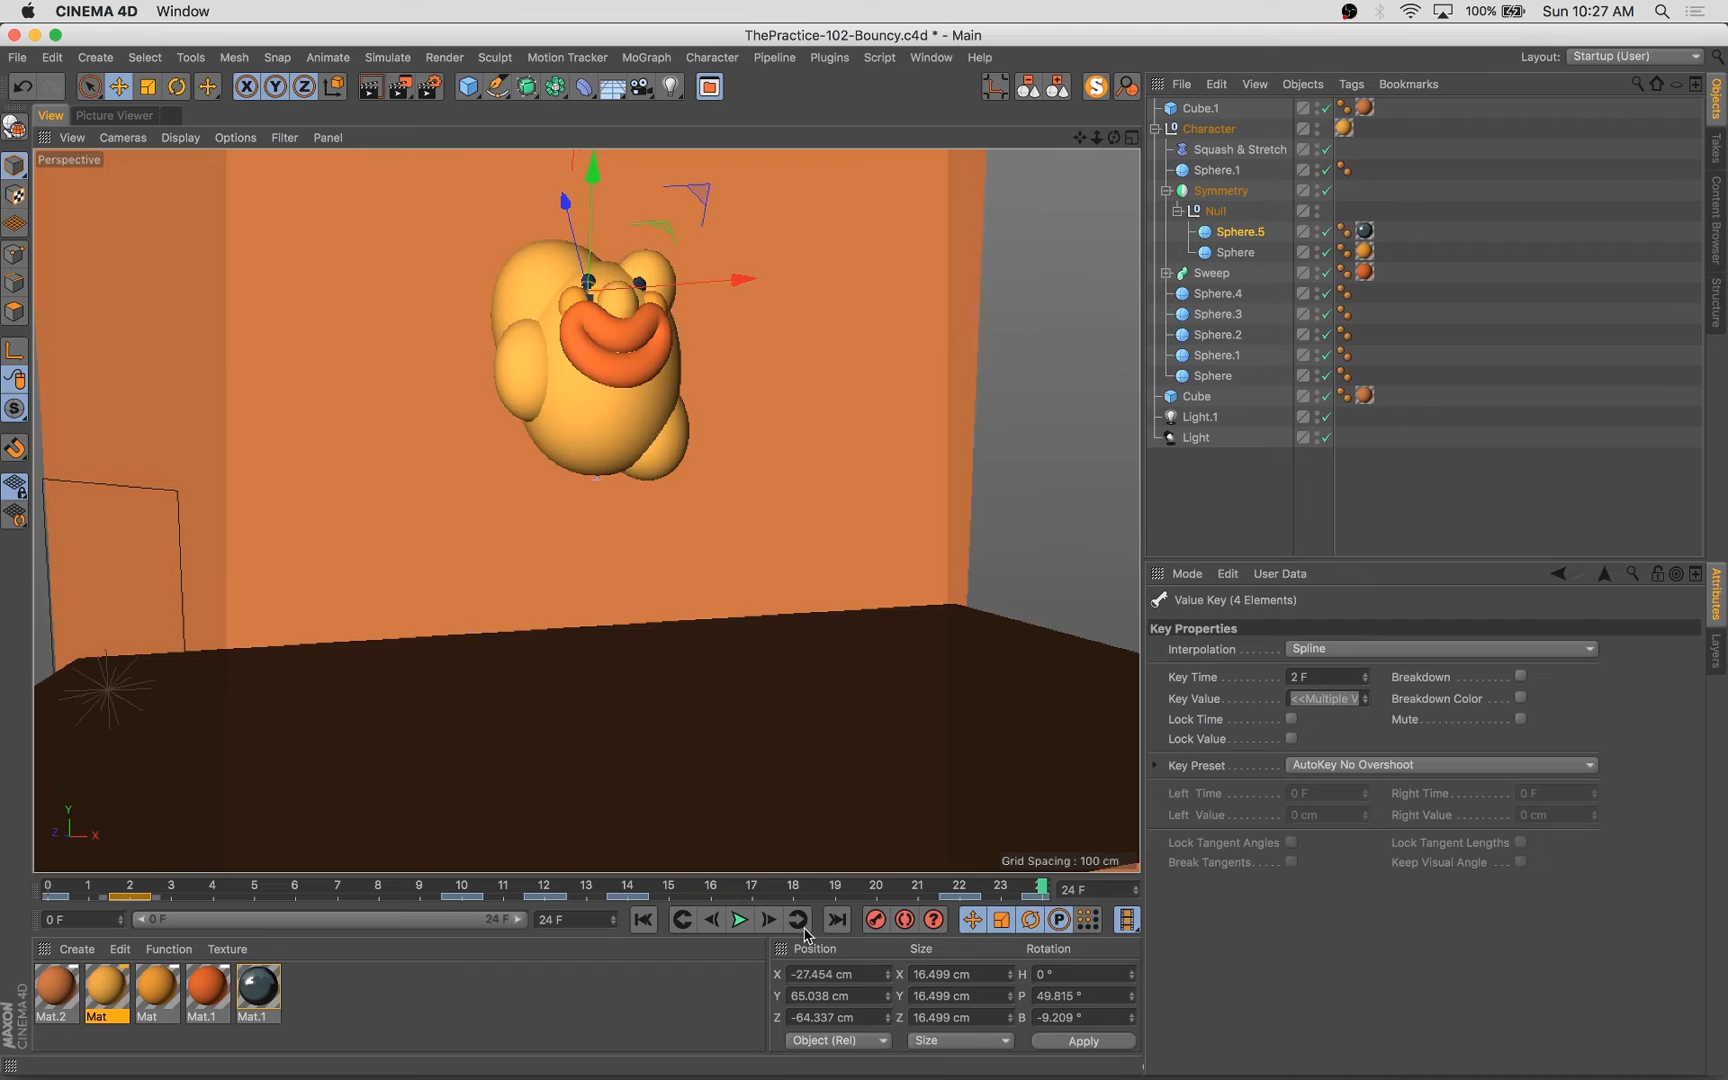 CINEMA 4D Window 100% Sun 10:27 AM
ThePractice-102-Bouncy.c4d * - Main
File Edit Create Select Tools Mesh Snap Animate Simulate Render Sculpt Motion Tracker MoGraph Character Pipeline Plugins Script Window Help Layout: Startup (User)
X Y Z S
File Edit View Objects Tags Bookmarks
View Picture Viewer
View Cameras Display Options Filter Panel
Perspective
Cube.1
Character
Squash & Stretch
Sphere.1
Symmetry
Null
Sphere.5
Sphere
Sweep
Sphere.4
Sphere.3
Sphere.2
Sphere.1
Sphere
Cube
Light.1
Light
Objects
Takes
Content Browser
Structure
Mode Edit User Data
Value Key (4 Elements)
Key Properties
Interpolation Spline
Key Time 2 F Breakdown
Key Value <<Multiple V Breakdown Color
Lock Time Mute
Lock Value
Key Preset AutoKey No Overshoot
Left Time 0 F Right Time 0 F
Left Value 0 cm Right Value 0 cm
Lock Tangent Angles Lock Tangent Lengths
Break Tangents Keep Visual Angle
Attributes
Layers
Y
Z X
Grid Spacing : 100 cm
0 1 2 3 4 5 6 7 8 9 10 11 12 13 14 15 16 17 18 19 20 21 22 23 24 F
0 F 0 F 24 F 24 F P
Material Edit Function Texture
Mat.2 Mat Mat Mat.1 Mat.1
Position Size Rotation
X -27.454 cm X 16.499 cm H 0 °
Y 65.038 cm Y 16.499 cm P 49.815 °
Z -64.337 cm Z 16.499 cm B -9.209 °
Object (Rel) Size Apply
MAXON CINEMA 4D